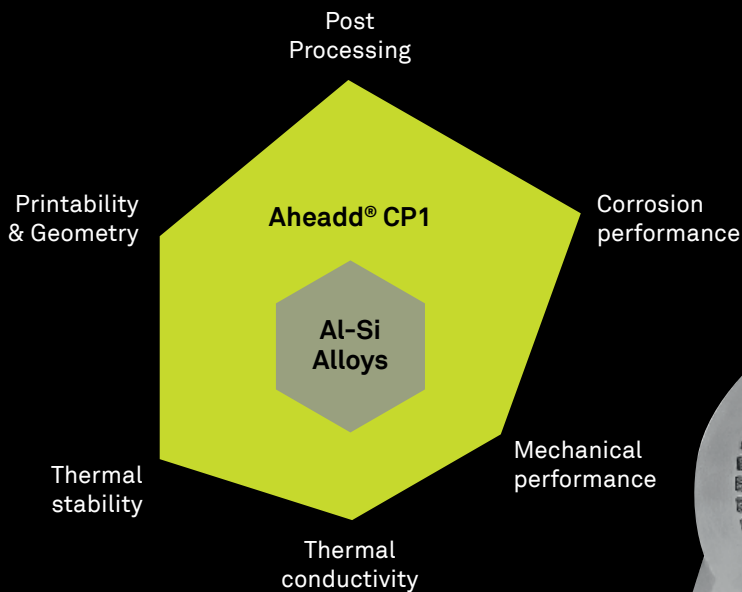 Post
Processing
Printability
& Geometry
Aheadd® CP1
Corrosion
performance
Al-Si
Alloys
Mechanical
performance
Thermal
stability
Thermal
conductivity